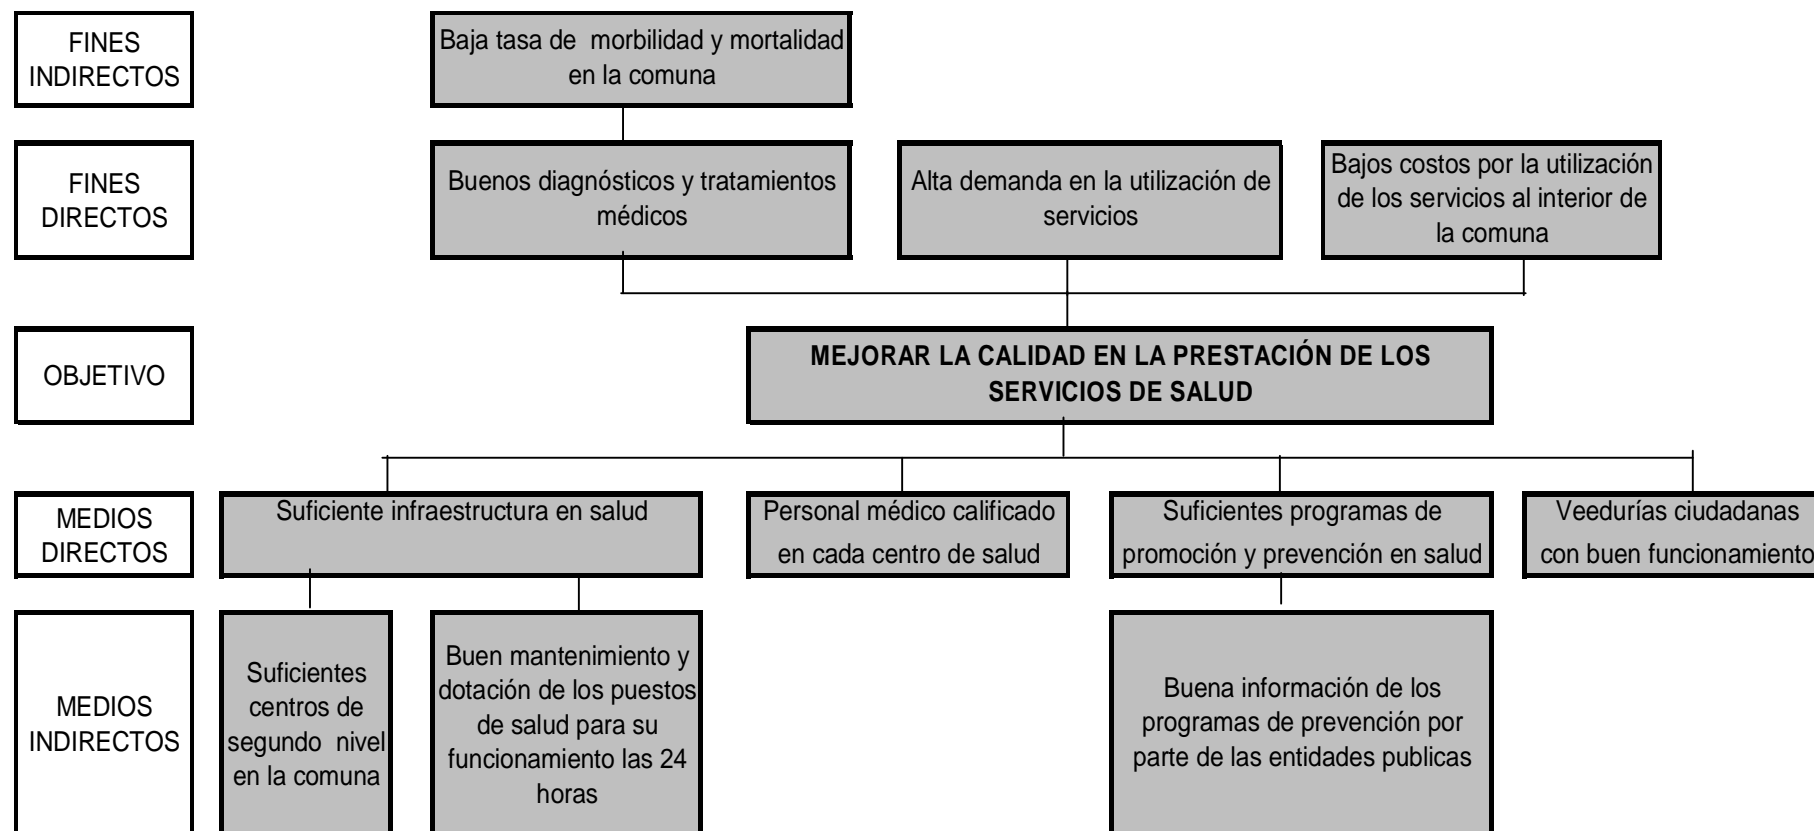 FINES
INDIRECTOS
Baja tasa de morbilidad y mortalidad
en la comuna
FINES
DIRECTOS
Buenos diagnósticos y tratamientos
médicos
Alta demanda en la utilización de
servicios
Bajos costos por la utilización
de los servicios al interior de
la comuna
OBJETIVO
MEJORAR LA CALIDAD EN LA PRESTACIÓN DE LOS
SERVICIOS DE SALUD
MEDIOS
DIRECTOS
Suficiente infraestructura en salud
Personal médico calificado
en cada centro de salud
Suficientes programas de
promoción y prevención en salud
Veedurías ciudadanas
con buen funcionamiento
MEDIOS
INDIRECTOS
Suficientes
centros de
segundo nivel
en la comuna
Buen mantenimiento y
dotación de los puestos
de salud para su
funcionamiento las 24
horas
Buena información de los
programas de prevención por
parte de las entidades publicas